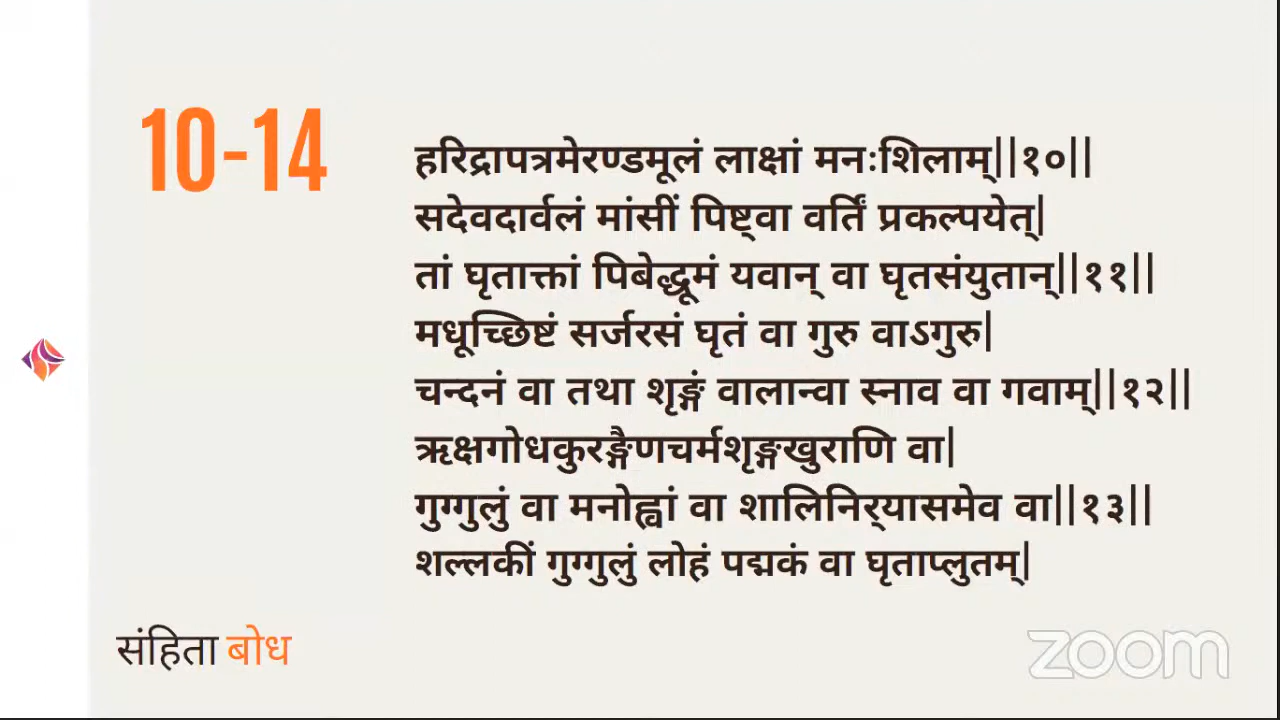 10-14
हरिद्रापत्रमेरण्डमूलं लाक्षां मनःशिलाम्||१०||
सदेवदार्वलं मांसीं पिष्ट्वा वर्तिं प्रकल्पयेत्|
तां घृताक्तां पिबेद्धूमं यवान् वा घृतसंयुतान्||११||
मधूच्छिष्टं सर्जरसं घृतं वा गुरु वाऽगुरु|
चन्दनं वा तथा शृङ्गं वालान्वा स्नाव वा गवाम्||१२||
ऋक्षगोधकुरङ्गैणचर्मशृङ्गखुराणि वा|
गुग्गुलुं वा मनोह्वां वा शालिनिर्‍यासमेव वा||१३||
शल्लकीं गुग्गुलुं लोहं पद्मकं वा घृताप्लुतम्|
संहिता बोध
zoom